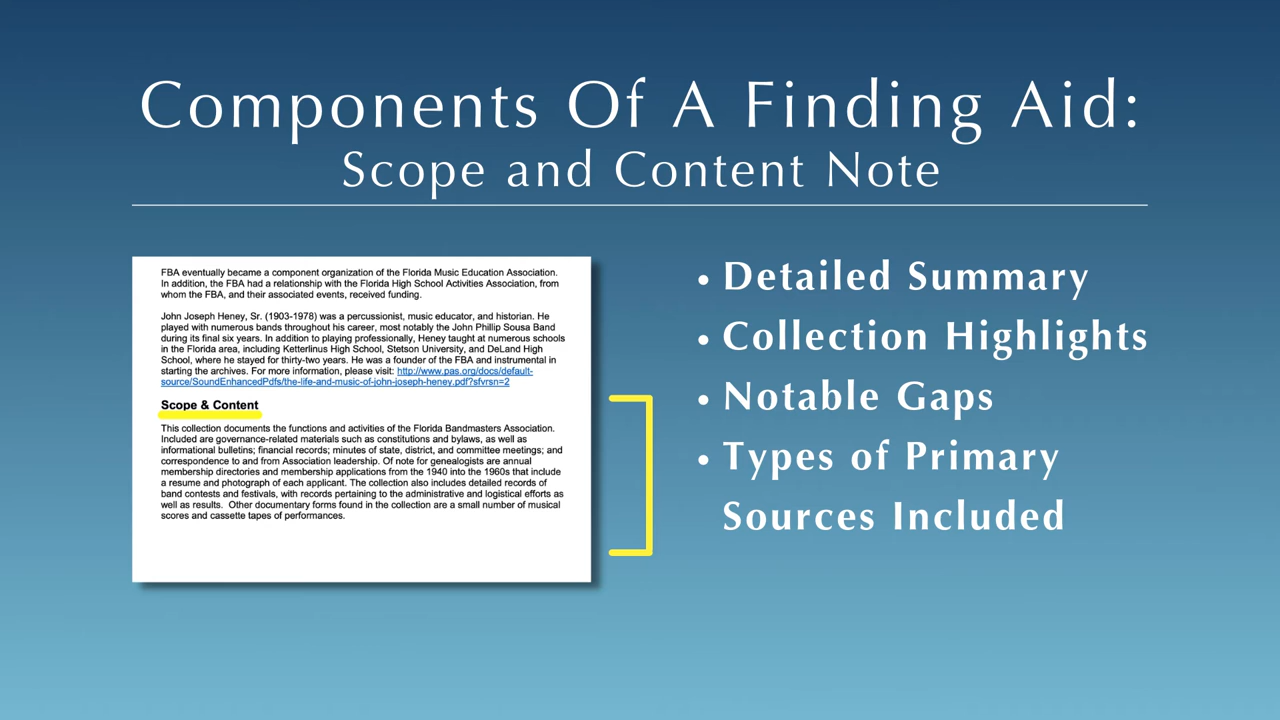 Components Of A Finding Aid:
Scope and Content Note
FBA eventually became a component organization of the Florida Music Education Association.
In addition, the FBA had a relationship with the Florida High School Activities Association, from
whom the FBA, and their associated events, received funding.
John Joseph Heney, Sr. (1903-1978) was a percussionist, music educator, and historian. He
played with numerous bands throughout his career, most notably the John Phillip Sousa Band
during its final six years. In addition to playing professionally, Heney taught at numerous schools
in the Florida area, including Ketterlinus High School, Stetson University, and DeLand High
School, where he stayed for thirty-two years. He was a founder of the FBA and instrumental in
starting the archives. For more information, please visit: http://www.pas.org/docs/default-
source/SoundEnhancedPdfs/the-life-and-music-of-john-joseph-heney.pdf?sfvrsn=2
Scope & Content
This collection documents the functions and activities of the Florida Bandmasters Association.
Included are governance-related materials such as constitutions and bylaws, as well as
informational bulletins; financial records; minutes of state, district, and committee meetings; and
correspondence to and from Association leadership. Of note for genealogists are annual
membership directories and membership applications from the 1940 into the 1960s that include
a resume and photograph of each applicant. The collection also includes detailed records of
band contests and festivals, with records pertaining to the administrative and logistical efforts as
well as results. Other documentary forms found in the collection are a small number of musical
scores and cassette tapes of performances.
• Detailed Summary
• Collection Highlights
• Notable Gaps
• Types of Primary
Sources Included